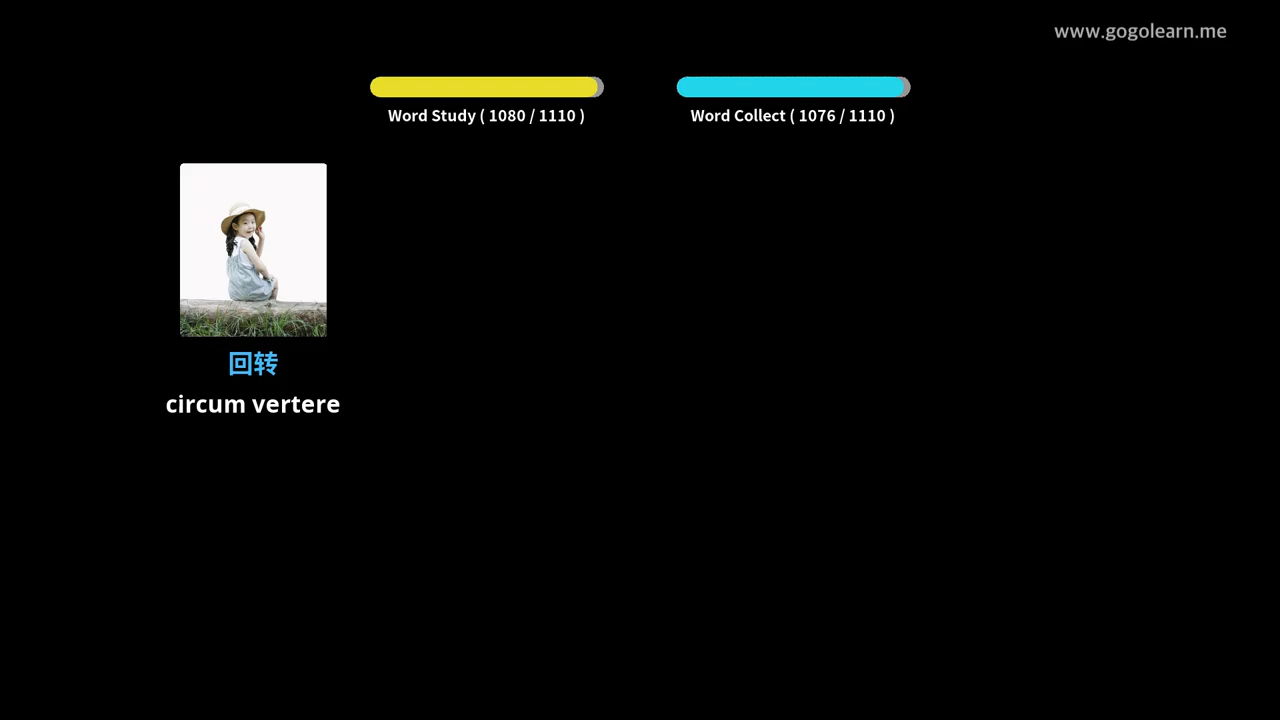 www.gogolearn.me
Word Study ( 1080 / 1110 )
Word Collect ( 1076 / 1110 )
回转
circum vertere